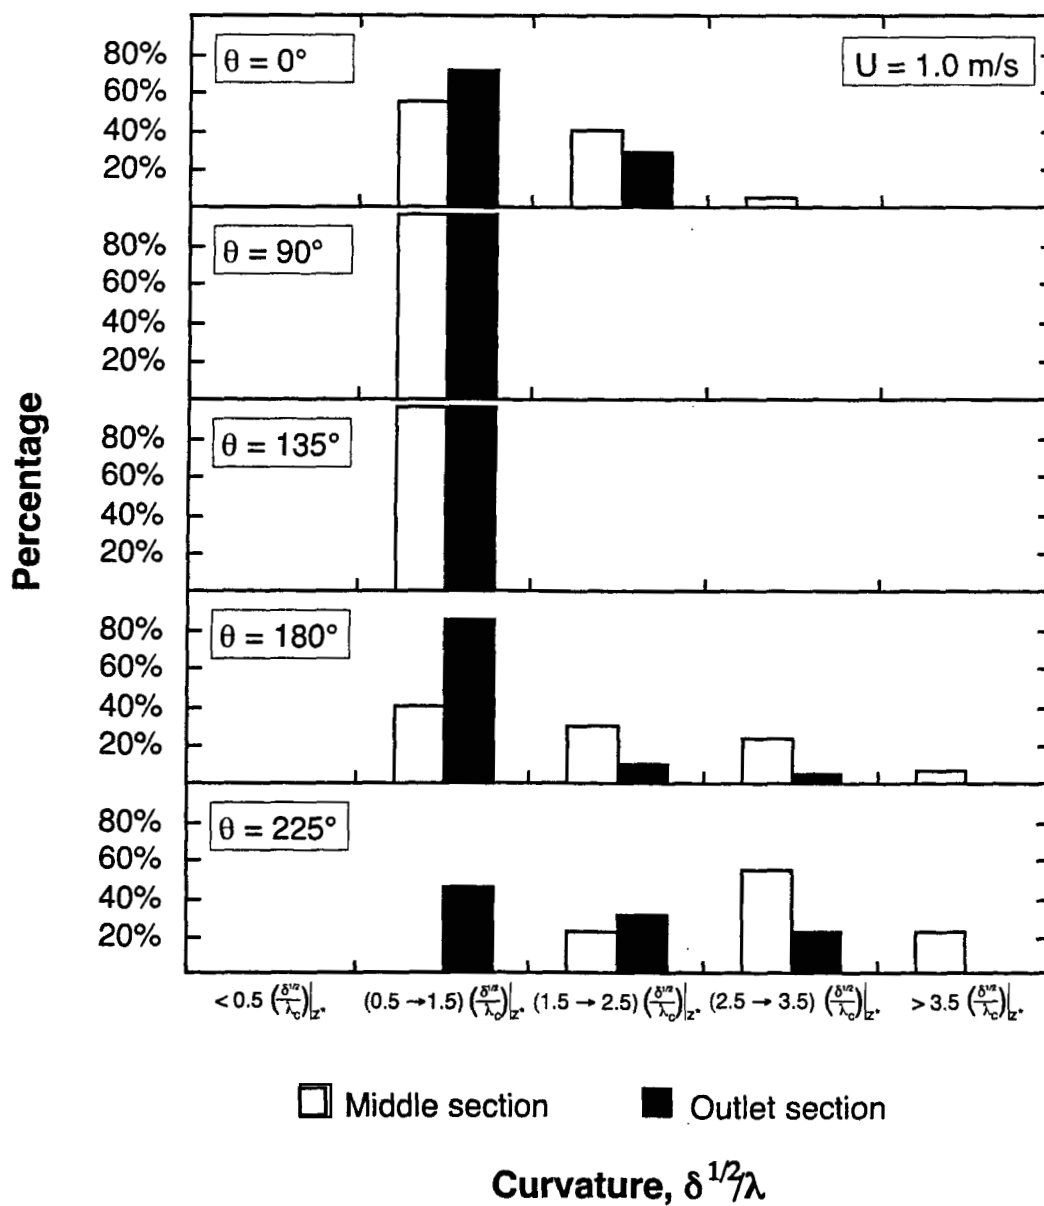 θ = 0°
U = 1.0 m/s
80%
60%
40%
20%
θ = 90°
80%
60%
40%
20%
θ = 135°
80%
60%
40%
20%
θ = 180°
80%
60%
40%
20%
θ = 225°
80%
60%
40%
20%
Percentage
< 0.5 (δ^1/2/λc)|z* (0.5 → 1.5) (δ^1/2/λc)|z* (1.5 → 2.5) (δ^1/2/λc)|z* (2.5 → 3.5) (δ^1/2/λc)|z* > 3.5 (δ^1/2/λc)|z*
Middle section Outlet section
Curvature, δ^1/2/λ